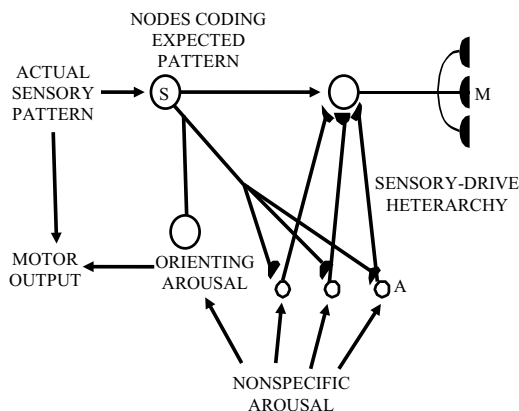 NODES CODING
EXPECTED
PATTERN
ACTUAL
SENSORY
PATTERN
S
M
SENSORY-DRIVE
HETERARCHY
MOTOR
OUTPUT
ORIENTING
AROUSAL
A
NONSPECIFIC
AROUSAL